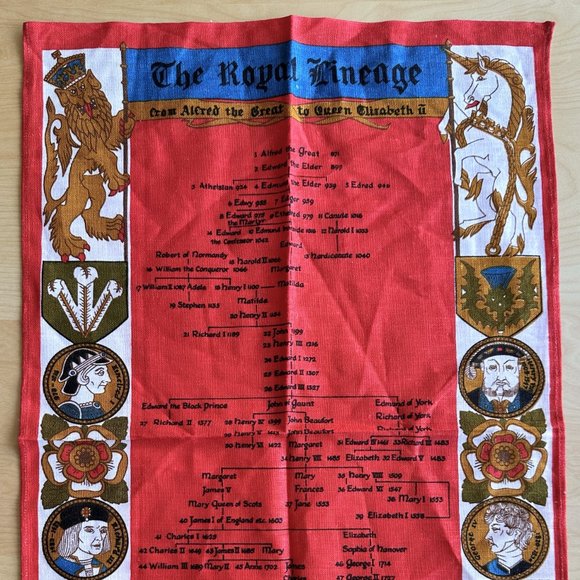 The Royal Lineage
from Alfred the Great to Queen Elizabeth II
1 Alfred the Great 871
2 Edward the Elder 899
3 Athelstan 924 4 Edmund the Elder 939 5 Edred 946
6 Edwy 955 7 Edgar 959
8 Edward 975 the Martyr 9 Ethelred 979 11 Canute 1016
14 Edward the Confessor 1042 10 Edmund Ironside 1016 12 Harold I 1033
Edward
Robert of Normandy 15 Harold II 1066 13 Hardicanute 1040
16 William the Conqueror 1066 Margaret
17 William II 1087 Adela 18 Henry I 1100 Matilda
19 Stephen 1135 Matilda
20 Henry II 1154
21 Richard I 1189 22 John 1199
23 Henry III 1216
24 Edward I 1272
25 Edward II 1307
26 Edward III 1327
Edward the Black Prince John of Gaunt Edmund of York
27 Richard II 1377 28 Henry IV 1399 John Beaufort Richard of York
29 Henry V 1413 John Beaufort Richard of York
30 Henry VI 1422 Margaret 31 Edward IV 1461 33 Richard III 1483
34 Henry VII 1485 Elizabeth 32 Edward V 1483
Margaret Mary 35 Henry VIII 1509
James V Frances 36 Edward VI 1547
Mary Queen of Scots 37 Jane 1553 38 Mary I 1553
39 Elizabeth I 1558
40 James I of England etc. 1603
41 Charles I 1625 Elizabeth
42 Charles II 1649 43 James II 1685 Mary Sophia of Hanover
44 William III 1689 Mary II 45 Anne 1702 46 George I 1714
Charles 47 George II 1727